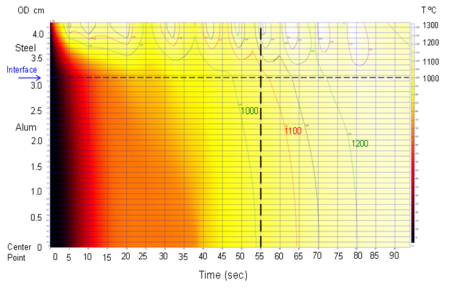 OD cm
T ºC
4.0
Steel
3.5
Interface
3.0
2.5
Alum
2.0
1.5
1.0
0.5
Center 0
Point
1000
1100
1200
1300
1200
1100
1000
0 5 10 15 20 25 30 35 40 45 50 55 60 65 70 75 80 85 90
Time (sec)